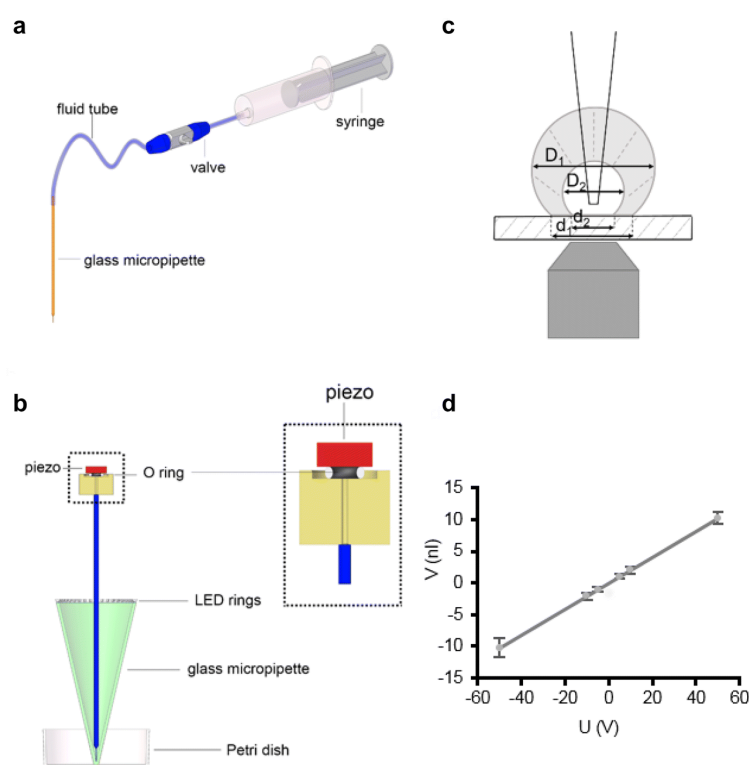 a
fluid tube
valve
syringe
glass micropipette
c
D1
D2
d2
d1
b
piezo
piezo
O ring
LED rings
glass micropipette
Petri dish
d
V (nl)
15
10
5
0
-5
-10
-15
-60 -40 -20 0 20 40 60
U (V)